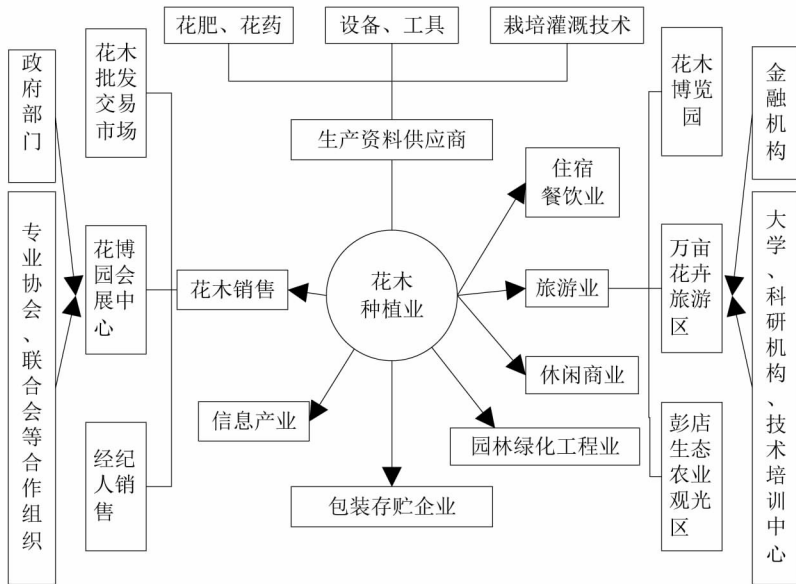 花肥、花药
设备、工具
栽培灌溉技术
政府部门
花木
批发
交易
市场
生产资料供应商
花木
博览
园
金融机构
住宿
餐饮业
专业协会、联合会等合作组织
花博
园会
展中
心
花木销售
花木
种植业
旅游业
万亩
花卉
旅游
区
大学、科研机构、技术培训中心
休闲商业
信息产业
园林绿化工程业
经纪
人销
售
包装存贮企业
彭店
生态
农业
观光
区